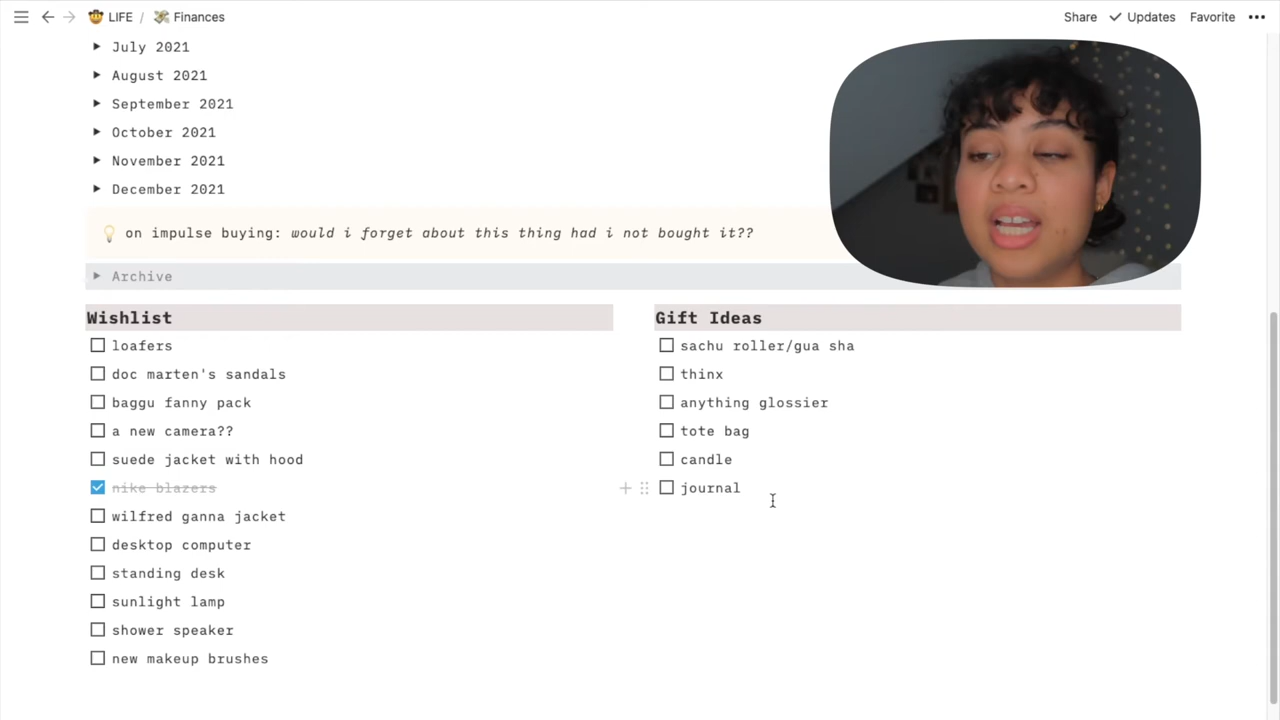 LIFE / Finances
Share Updates Favorite
July 2021
August 2021
September 2021
October 2021
November 2021
December 2021
on impulse buying: would i forget about this thing had i not bought it??
Archive
Wishlist
loafers
doc marten's sandals
baggu fanny pack
a new camera??
suede jacket with hood
nike blazers
wilfred ganna jacket
desktop computer
standing desk
sunlight lamp
shower speaker
new makeup brushes
Gift Ideas
sachu roller/gua sha
thinx
anything glossier
tote bag
candle
journal